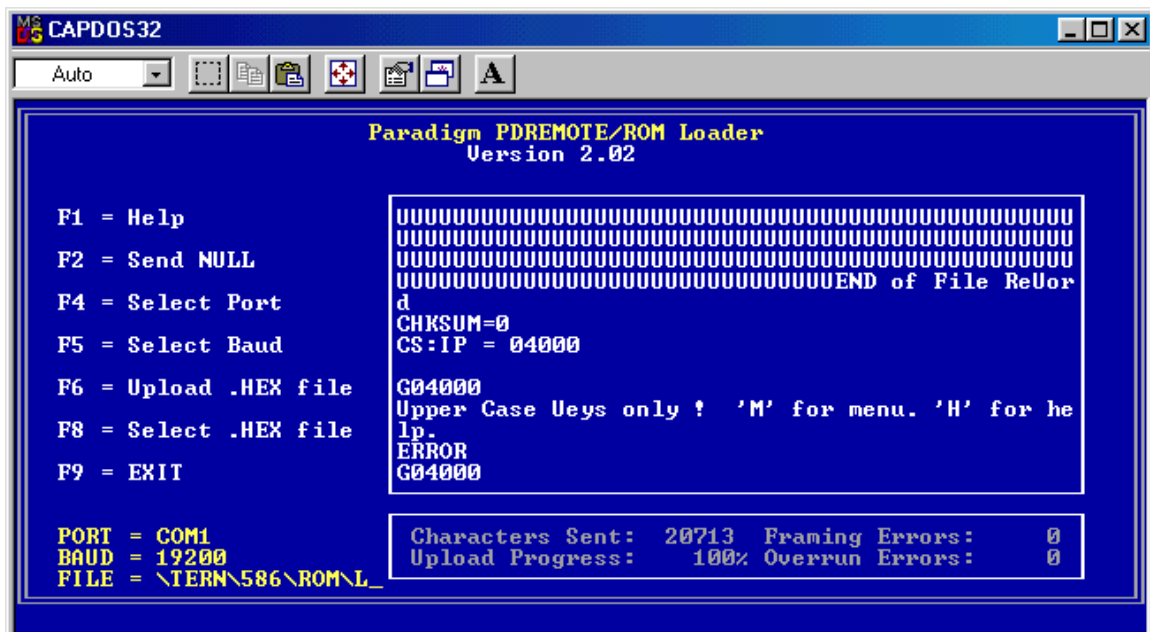 CAPDOS32
Auto
A
Paradigm PDREMOTE/ROM Loader
Version 2.02
F1 = Help
F2 = Send NULL
F4 = Select Port
F5 = Select Baud
F6 = Upload .HEX file
F8 = Select .HEX file
F9 = EXIT
UUUUUUUUUUUUUUUUUUUUUUUUUUUUUUUUUUUUUUUUUUUUUUUU
UUUUUUUUUUUUUUUUUUUUUUUUUUUUUUUUUUUUUUUUUUUUUUUU
UUUUUUUUUUUUUUUUUUUUUUUUUUUUUUUUUUUUUUUUUUUUUUUU
UUUUUUUUUUUUUUUUUUUUUUUUUUUUUUUEND of File ReUor
d
CHKSUM=0
CS:IP = 04000
G04000
Upper Case Ueys only !  'M' for menu. 'H' for he
lp.
ERROR
G04000
PORT = COM1
BAUD = 19200
FILE = \TERN\586\ROM\L_
Characters Sent: 20713 Framing Errors: 0
Upload Progress: 100% Overrun Errors: 0